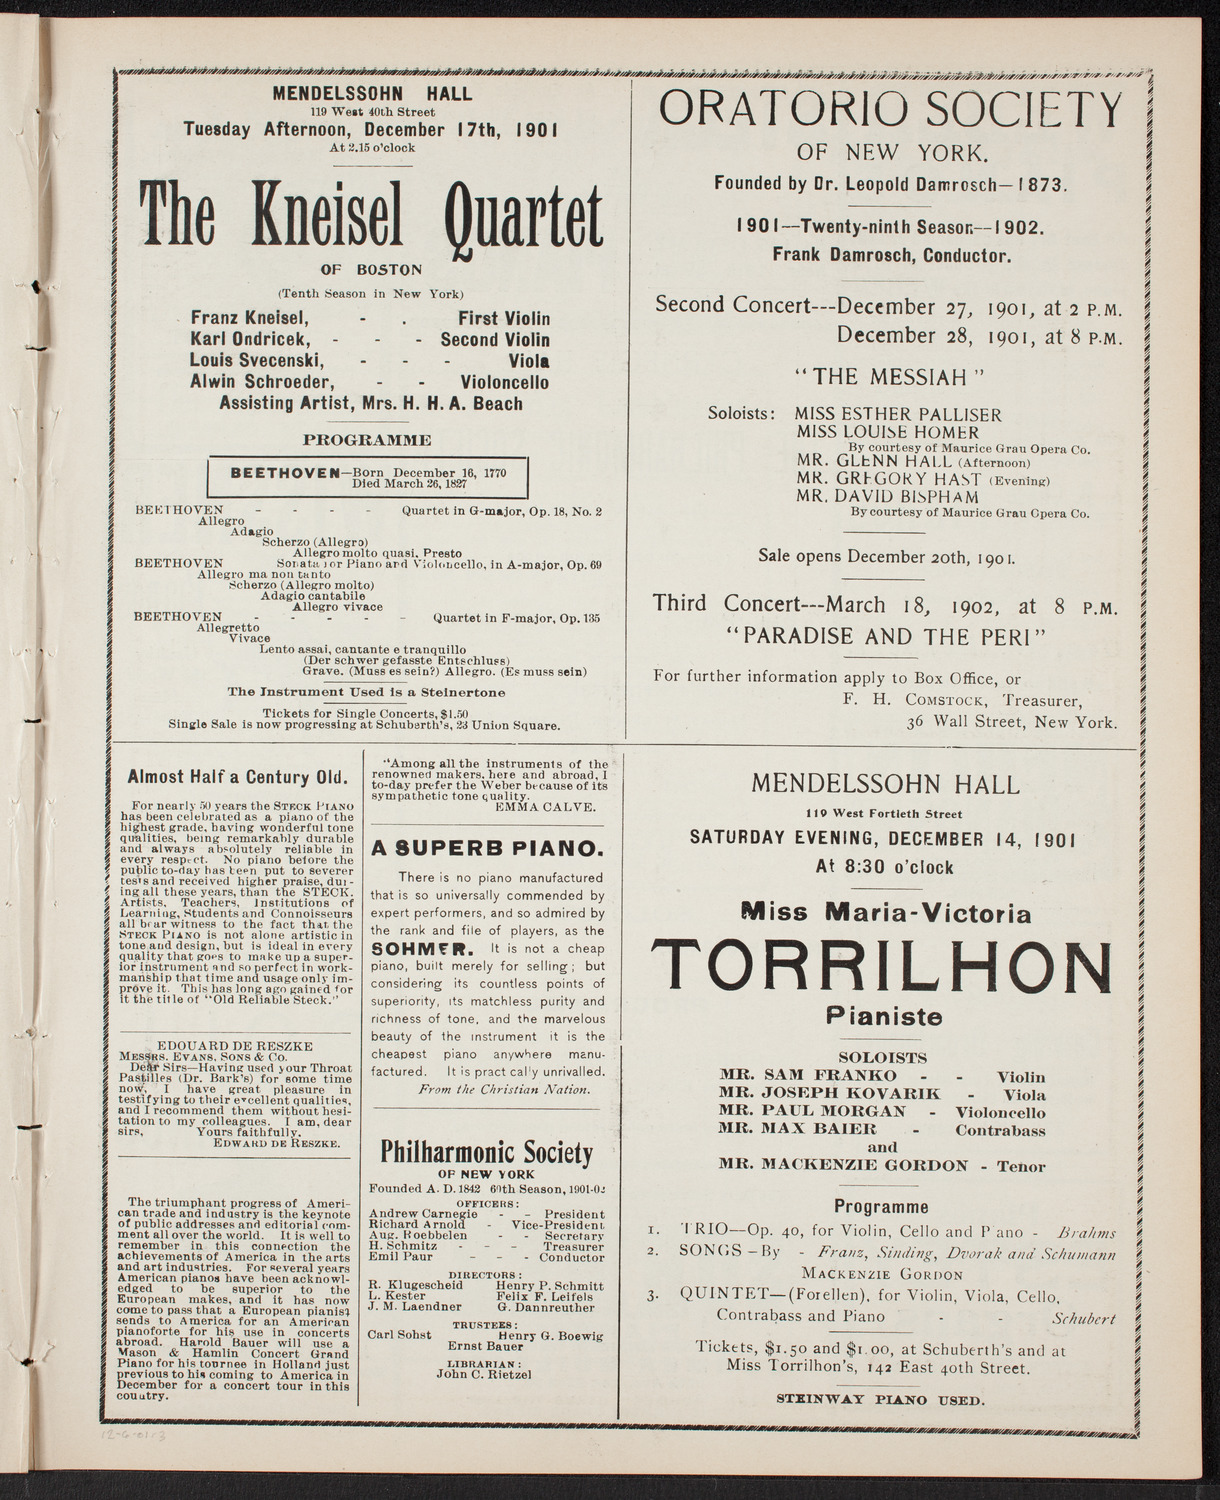 MENDELSSOHN HALL
119 West 40th Street
Tuesday Afternoon, December 17th, 1901
At 2.15 o'clock
The Kneisel Quartet
OF BOSTON
(Tenth Season in New York)
Franz Kneisel, - . First Violin
Karl Ondricek, - - - Second Violin
Louis Svecenski, - - - Viola
Alwin Schroeder, - - Violoncello
Assisting Artist, Mrs. H. H. A. Beach
PROGRAMME
BEETHOVEN—Born December 16, 1770
Died March 26, 1827
BEETHOVEN - - - - Quartet in G-major, Op. 18, No. 2
Allegro
Adagio
Scherzo (Allegro)
Allegro molto quasi, Presto
BEETHOVEN Sonata for Piano and Violoncello, in A-major, Op. 69
Allegro ma non tanto
Scherzo (Allegro molto)
Adagio cantabile
Allegro vivace
BEETHOVEN - - - - - Quartet in F-major, Op. 135
Allegretto
Vivace
Lento assai, cantante e tranquillo
(Der schwer gefasste Entschluss)
Grave. (Muss es sein?) Allegro. (Es muss sein)
The Instrument Used is a Steinertone
Tickets for Single Concerts, $1.50
Single Sale is now progressing at Schuberth's, 23 Union Square.
ORATORIO SOCIETY
OF NEW YORK.
Founded by Dr. Leopold Damrosch—1873.
1901—Twenty-ninth Season—1902.
Frank Damrosch, Conductor.
Second Concert---December 27, 1901, at 2 P.M.
December 28, 1901, at 8 P.M.
"THE MESSIAH"
Soloists: MISS ESTHER PALLISER
MISS LOUISE HOMER
By courtesy of Maurice Grau Opera Co.
MR. GLENN HALL (Afternoon)
MR. GREGORY HAST (Evening)
MR. DAVID BISPHAM
By courtesy of Maurice Grau Opera Co.
Sale opens December 20th, 1901.
Third Concert---March 18, 1902, at 8 P.M.
"PARADISE AND THE PERI"
For further information apply to Box Office, or
F. H. COMSTOCK, Treasurer,
36 Wall Street, New York.
Almost Half a Century Old.
For nearly 50 years the STECK PIANO
has been celebrated as a piano of the
highest grade, having wonderful tone
qualities, being remarkably durable
and always absolutely reliable in
every respect. No piano before the
public to-day has been put to severer
tests and received higher praise, dur-
ing all these years, than the STECK.
Artists, Teachers, Institutions of
Learning, Students and Connoisseurs
all bear witness to the fact that the
STECK PIANO is not alone artistic in
tone and design, but is ideal in every
quality that goes to make up a super-
ior instrument and so perfect in work-
manship that time and usage only im-
prove it. This has long ago gained for
it the title of "Old Reliable Steck."
EDOUARD DE RESZKE
MESSRS. EVANS, SONS & CO.
Dear Sirs—Having used your Throat
Pastilles (Dr. Bark's) for some time
now, I have great pleasure in
testifying to their excellent qualities,
and I recommend them without hesi-
tation to my colleagues. I am, dear
sirs, Yours faithfully,
EDWARD DE RESZKE.
The triumphant progress of Ameri-
can trade and industry is the keynote
of public addresses and editorial com-
ment all over the world. It is well to
remember in this connection the
achievements of America in the arts
and art industries. For several years
American pianos have been acknowl-
edged to be superior to the
European makes, and it has now
come to pass that a European pianist
sends to America for an American
pianoforte for his use in concerts
abroad. Harold Bauer will use a
Mason & Hamlin Concert Grand
Piano for his tournee in Holland just
previous to his coming to America in
December for a concert tour in this
country.
"Among all the instruments of the
renowned makers, here and abroad, I
to-day prefer the Weber because of its
sympathetic tone quality.
EMMA CALVE.
A SUPERB PIANO.
There is no piano manufactured
that is so universally commended by
expert performers, and so admired by
the rank and file of players, as the
SOHMER. It is not a cheap
piano, built merely for selling; but
considering its countless points of
superiority, its matchless purity and
richness of tone, and the marvelous
beauty of the instrument it is the
cheapest piano anywhere manu-
factured. It is practically unrivalled.
From the Christian Nation.
Philharmonic Society
OF NEW YORK
Founded A. D. 1842 60th Season, 1901-02
OFFICERS:
Andrew Carnegie - - President
Richard Arnold - Vice-President
Aug. Roebbelen - - Secretary
H. Schmitz - - - Treasurer
Emil Paur - - - Conductor
DIRECTORS:
R. Klugescheid Henry P. Schmitt
L. Kester Felix F. Leifels
J. M. Laendner G. Dannreuther
TRUSTEES:
Carl Sohst Henry G. Boewig
Ernst Bauer
LIBRARIAN:
John C. Rietzel
MENDELSSOHN HALL
119 West Fortieth Street
SATURDAY EVENING, DECEMBER 14, 1901
At 8:30 o'clock
Miss Maria-Victoria
TORRILHON
Pianiste
SOLOISTS
MR. SAM FRANKO - - Violin
MR. JOSEPH KOVARIK - Viola
MR. PAUL MORGAN - Violoncello
MR. MAX BAIER - Contrabass
and
MR. MACKENZIE GORDON - Tenor
Programme
1. TRIO—Op. 40, for Violin, Cello and Piano - Brahms
2. SONGS—By - Franz, Sinding, Dvorak and Schumann
MACKENZIE GORDON
3. QUINTET—(Forellen), for Violin, Viola, Cello,
Contrabass and Piano - - Schubert
Tickets, $1.50 and $1.00, at Schuberth's and at
Miss Torrilhon's, 142 East 40th Street.
STEINWAY PIANO USED.
12-6-01-3